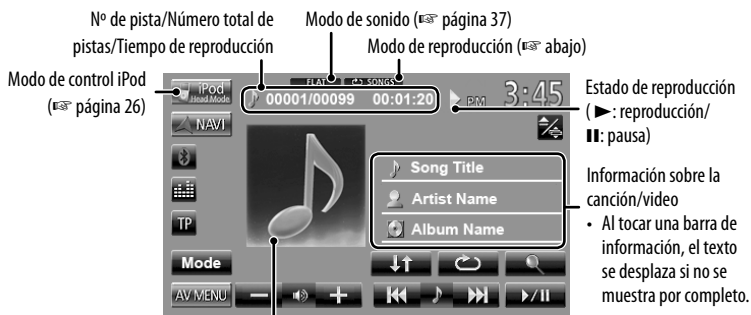 Nº de pista/Número total de
pistas/Tiempo de reproducción
Modo de sonido (☞ página 37)
Modo de reproducción (☞ abajo)
Modo de control iPod
(☞ página 26)
iPod
Head Mode
FLAT
SONGS
00001/00099 00:01:20
PM 3:45
NAVI
TP
Mode
AV MENU
Song Title
Artist Name
Album Name
Estado de reproducción
(►: reproducción/
⏸: pausa)
Información sobre la
canción/video
• Al tocar una barra de
información, el texto
se desplaza si no se
muestra por completo.